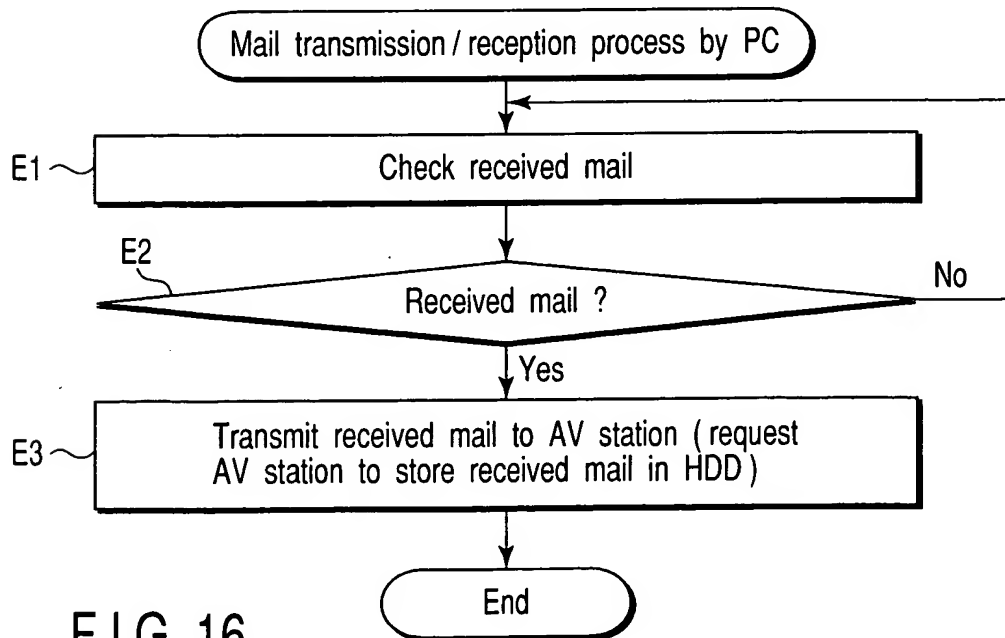 Mail transmission / reception process by PC
E1
Check received mail
E2
Received mail ?
No
Yes
E3
Transmit received mail to AV station ( request
AV station to store received mail in HDD )
End
FIG. 16